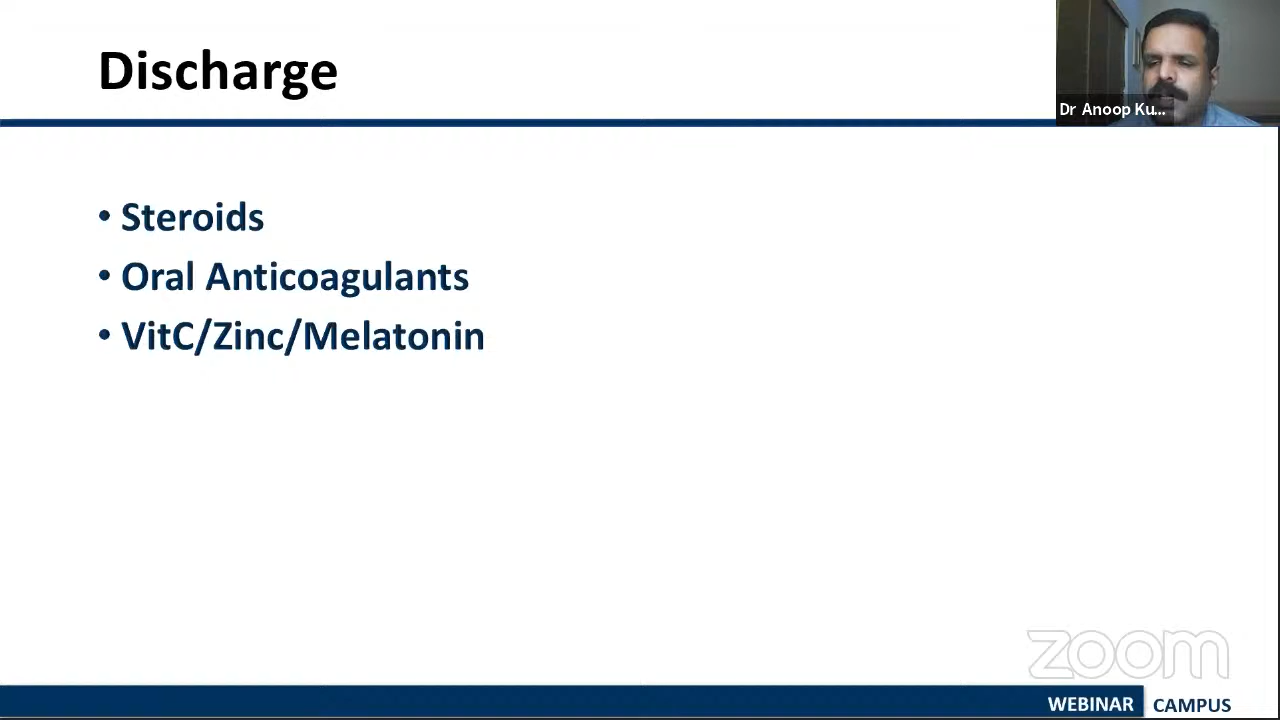 Discharge
Dr Anoop Ku...
• Steroids
• Oral Anticoagulants
• VitC/Zinc/Melatonin
zoom
WEBINAR CAMPUS